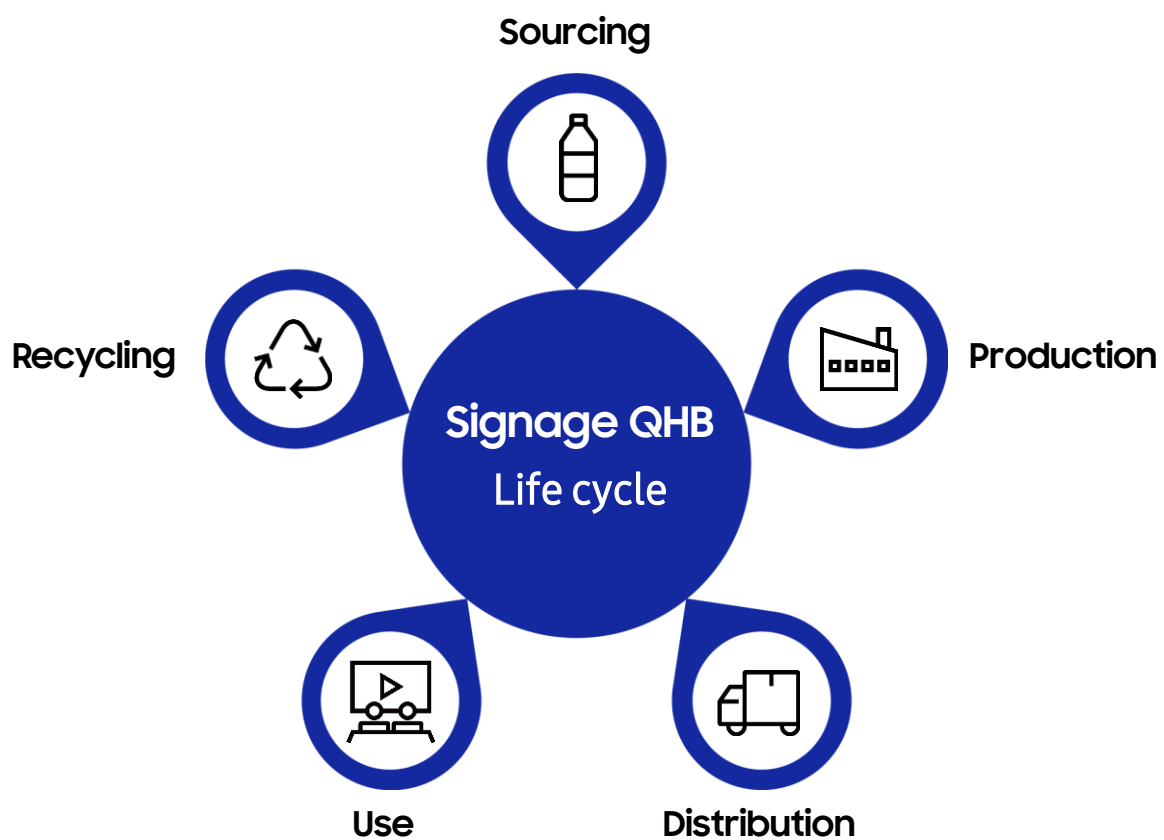 Sourcing
Recycling
Production
Signage QHB
Life cycle
Use
Distribution